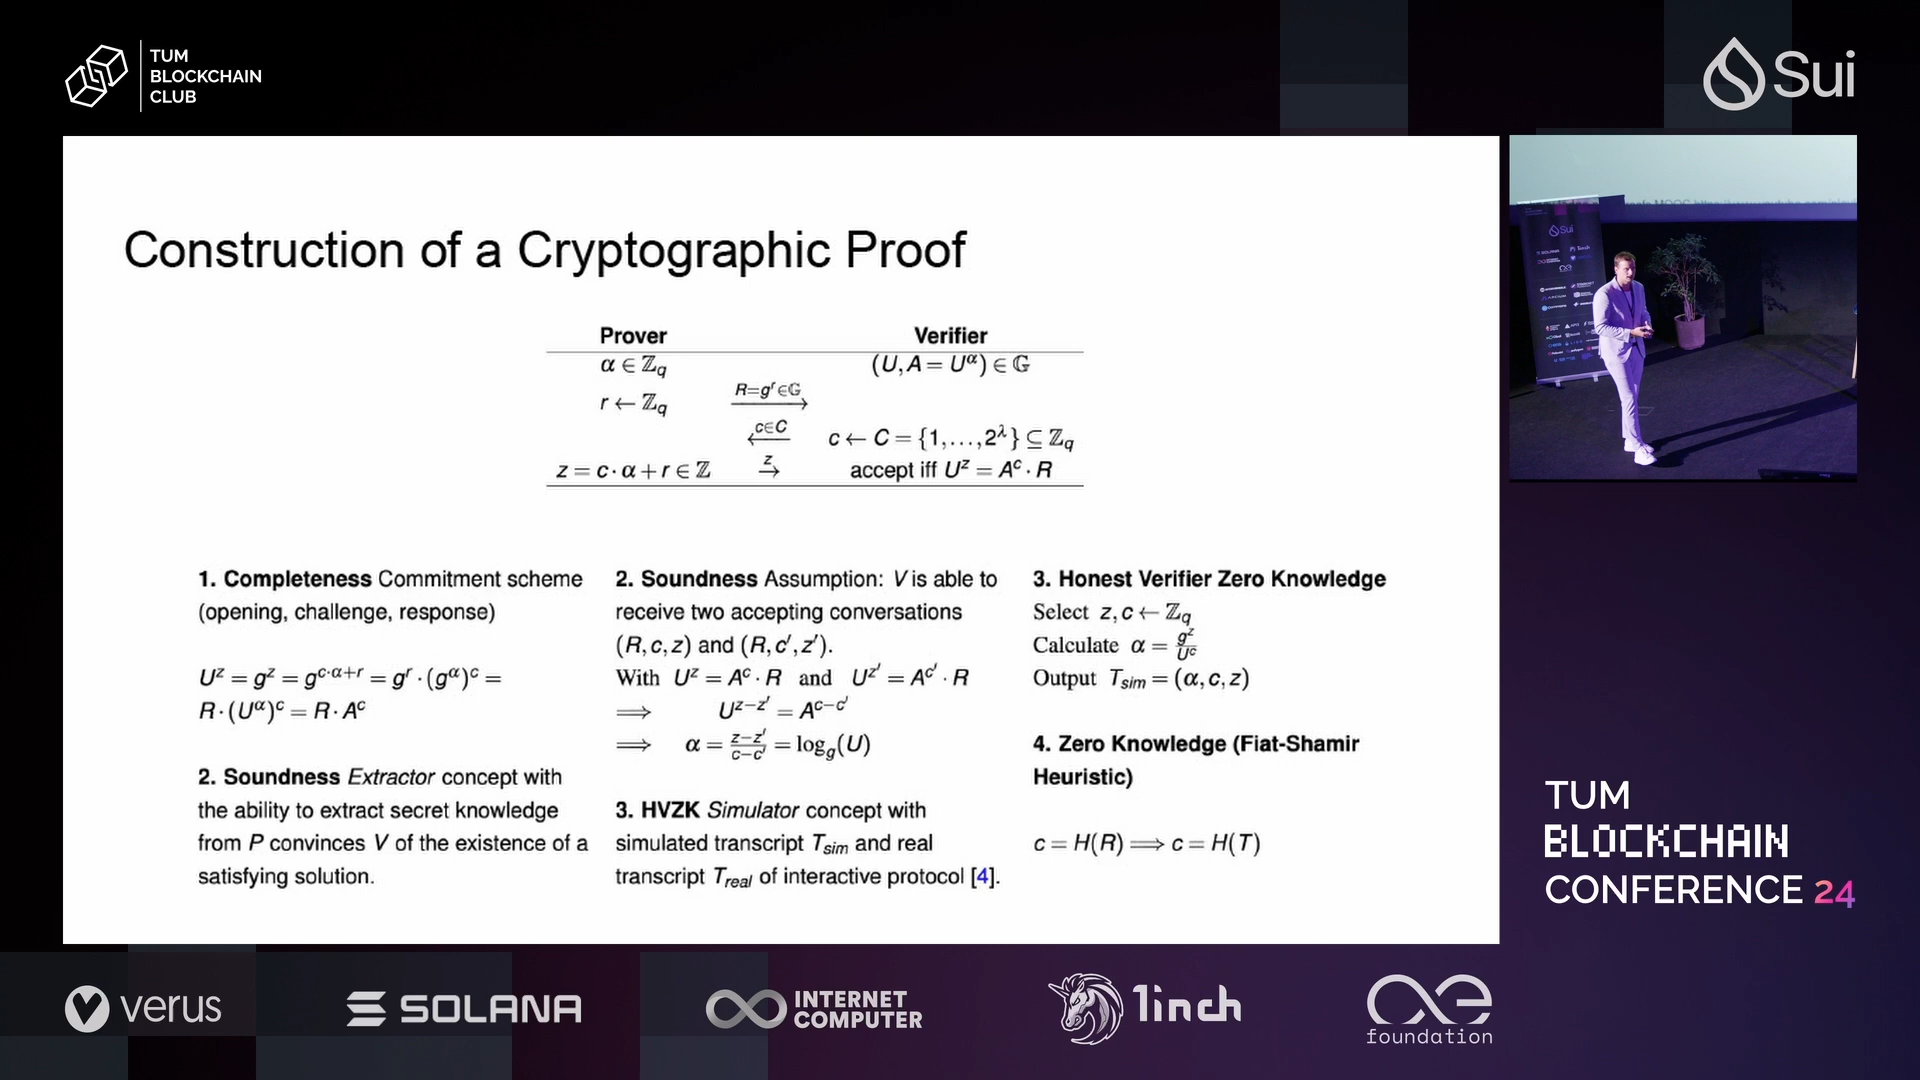 TUM
BLOCKCHAIN
CLUB
Sui
Construction of a Cryptographic Proof
Prover Verifier
α ∈ ℤ_q (U, A = U^α) ∈ 𝔾
r ← ℤ_q R=g^r∈𝔾
c∈C c ← C = {1,…,2^λ} ⊆ ℤ_q
z = c·α + r ∈ ℤ z accept iff U^z = A^c · R
1. Completeness Commitment scheme
(opening, challenge, response)
U^z = g^z = g^{c·α+r} = g^r · (g^α)^c =
R · (U^α)^c = R · A^c
2. Soundness Extractor concept with
the ability to extract secret knowledge
from P convinces V of the existence of a
satisfying solution.
2. Soundness Assumption: V is able to
receive two accepting conversations
(R,c,z) and (R,c′,z′).
With U^z = A^c · R and U^{z′} = A^{c′} · R
⟹ U^{z−z′} = A^{c−c′}
⟹ α = (z−z′)/(c−c′) = log_g(U)
3. HVZK Simulator concept with
simulated transcript T_sim and real
transcript T_real of interactive protocol [4].
3. Honest Verifier Zero Knowledge
Select z,c ← ℤ_q
Calculate α = g^z/U^c
Output T_sim = (α,c,z)
4. Zero Knowledge (Fiat-Shamir
Heuristic)
c = H(R) ⟹ c = H(T)
Sui
TUM
BLOCKCHAIN
CONFERENCE 24
verus
SOLANA
INTERNET
COMPUTER
1inch
foundation